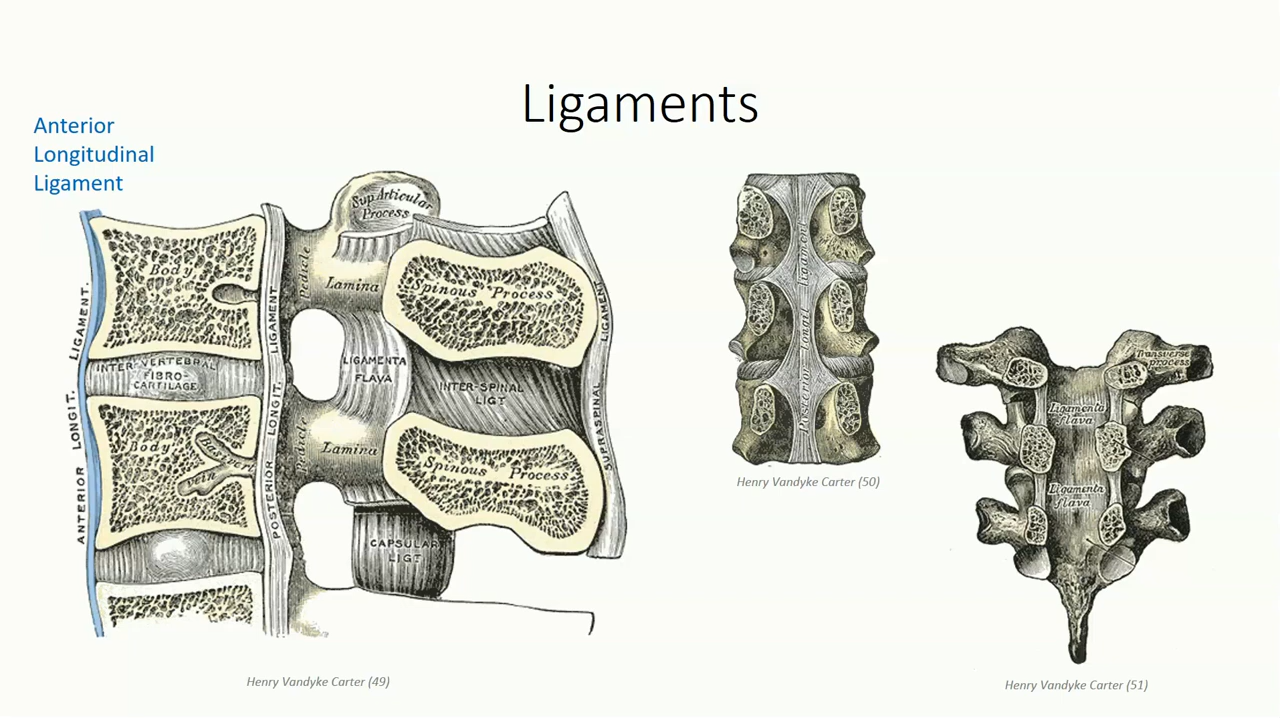 Ligaments
Anterior
Longitudinal
Ligament
Sup. Articular
Process
Body
Pedicle
Lamina
Spinous Process
ANTERIOR LONGIT. LIGAMENT.
INTER-VERTEBRAL
FIBRO-
CARTILAGE
POSTERIOR LONGIT. LIGAMENT
LIGAMENTA
FLAVA
INTER-SPINAL
LIGT
SUPRASPINAL LIGAMENT
Body
vein
Pedicle
Lamina
Spinous Process
CAPSULAR
LIGT
Henry Vandyke Carter (49)
Posterior Longitl Ligament
Henry Vandyke Carter (50)
Transverse
process
Ligamenta
flava
Ligamenta
flava
Henry Vandyke Carter (51)